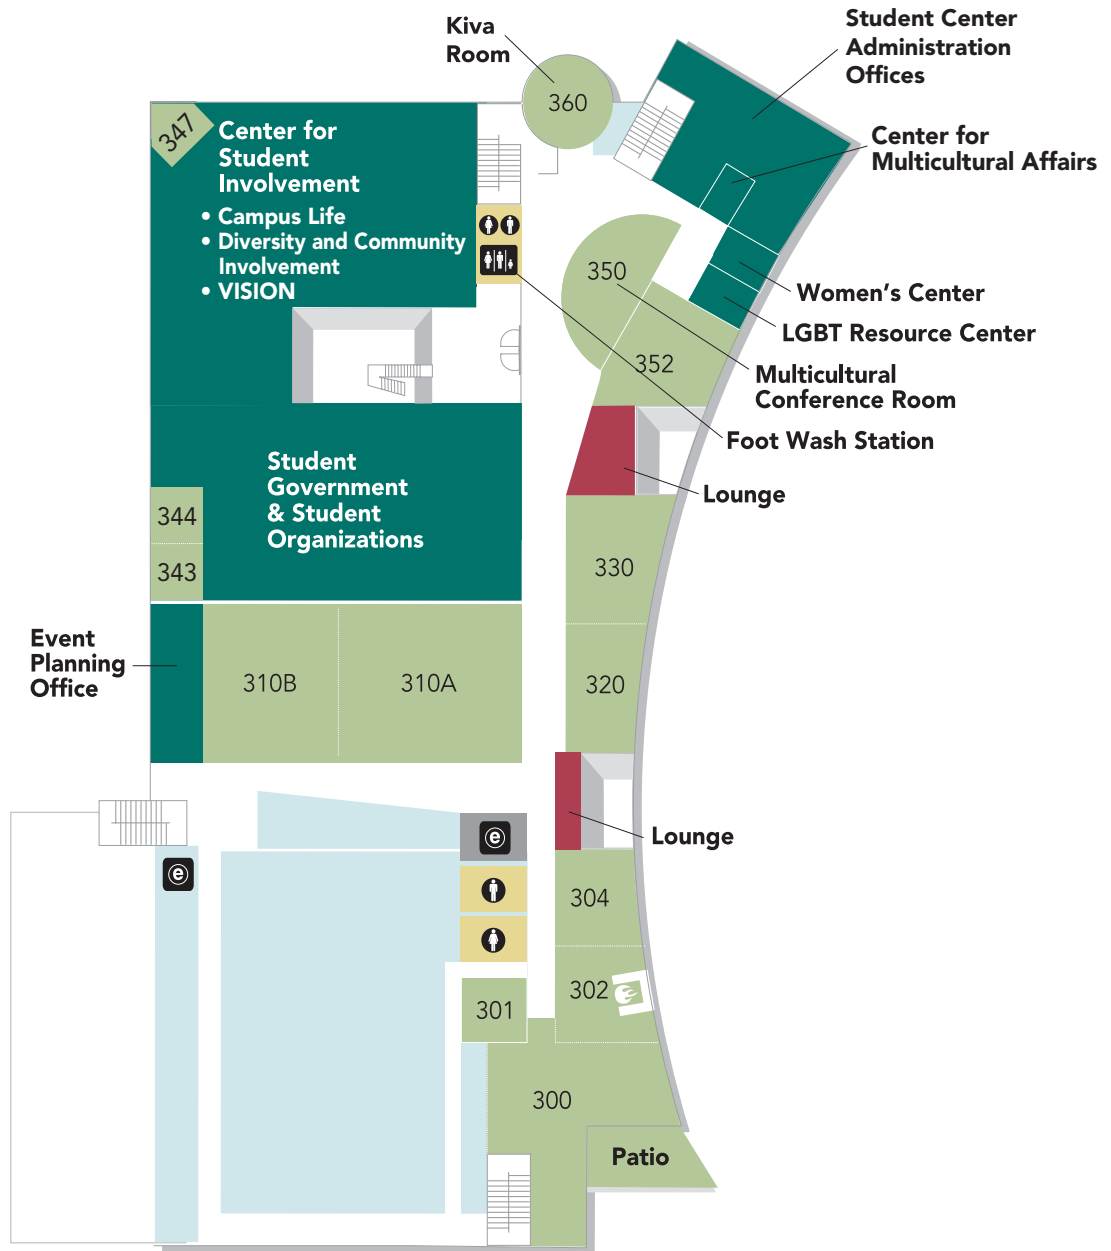 Kiva
Room
360
Student Center
Administration
Offices
Center for
Multicultural Affairs
347
Center for
Student
Involvement
• Campus Life
• Diversity and Community
Involvement
• VISION
350
Women's Center
LGBT Resource Center
352
Multicultural
Conference Room
Foot Wash Station
Lounge
Student
Government
& Student
Organizations
344
343
330
Event
Planning
Office
310B
310A
320
Lounge
e
e
304
302
301
300
Patio